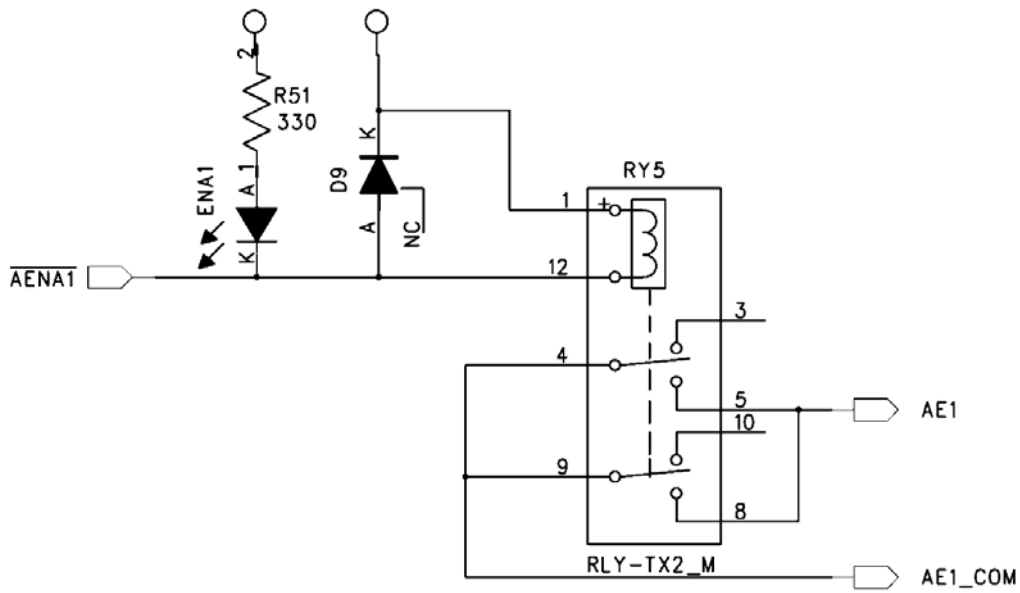 2
R51
330
1
A
ENA1
K
K
D9
A
NC
RY5
1
+
AENA1
12
3
4
5
AE1
10
9
8
RLY-TX2_M
AE1_COM